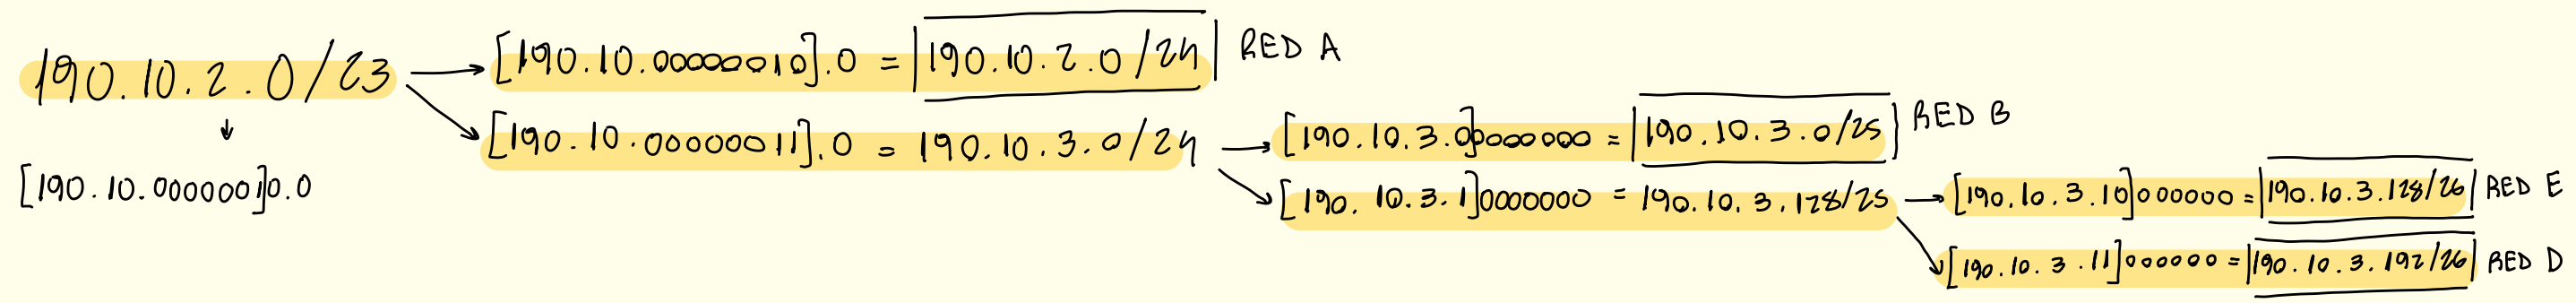 190.10.2.0/23 → [190.10.00000010].0 = |190.10.2.0/24| RED A
[190.10.00000011].0 = 190.10.3.0/24 → [190.10.3.0]0000000 = |190.10.3.0/25| RED B
↓
[190.10.0000001]0.0
[190.10.3.1]0000000 = 190.10.3.128/25 → [190.10.3.10]000000 = |190.10.3.128/26| RED E
[190.10.3.11]000000 = |190.10.3.192/26| RED D